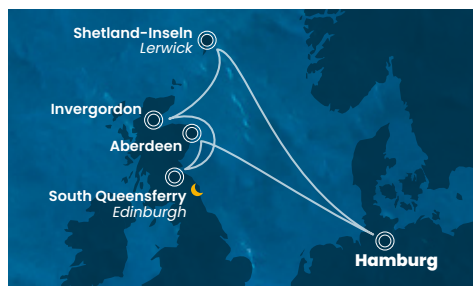 Shetland-Inseln
Lerwick
Invergordon
Aberdeen
South Queensferry
Edinburgh
Hamburg